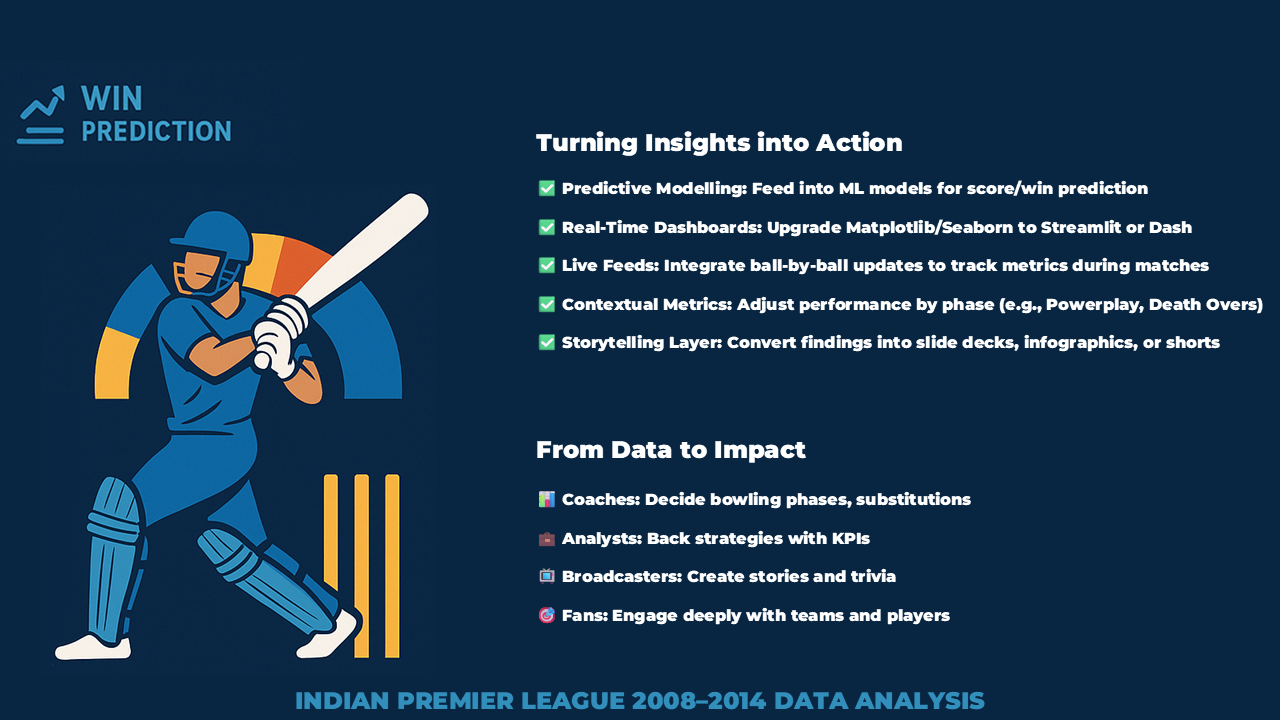 WIN
PREDICTION
Turning Insights into Action
✅ Predictive Modelling: Feed into ML models for score/win prediction
✅ Real-Time Dashboards: Upgrade Matplotlib/Seaborn to Streamlit or Dash
✅ Live Feeds: Integrate ball-by-ball updates to track metrics during matches
✅ Contextual Metrics: Adjust performance by phase (e.g., Powerplay, Death Overs)
✅ Storytelling Layer: Convert findings into slide decks, infographics, or shorts
From Data to Impact
📊 Coaches: Decide bowling phases, substitutions
💼 Analysts: Back strategies with KPIs
📺 Broadcasters: Create stories and trivia
🎯 Fans: Engage deeply with teams and players
INDIAN PREMIER LEAGUE 2008–2014 DATA ANALYSIS